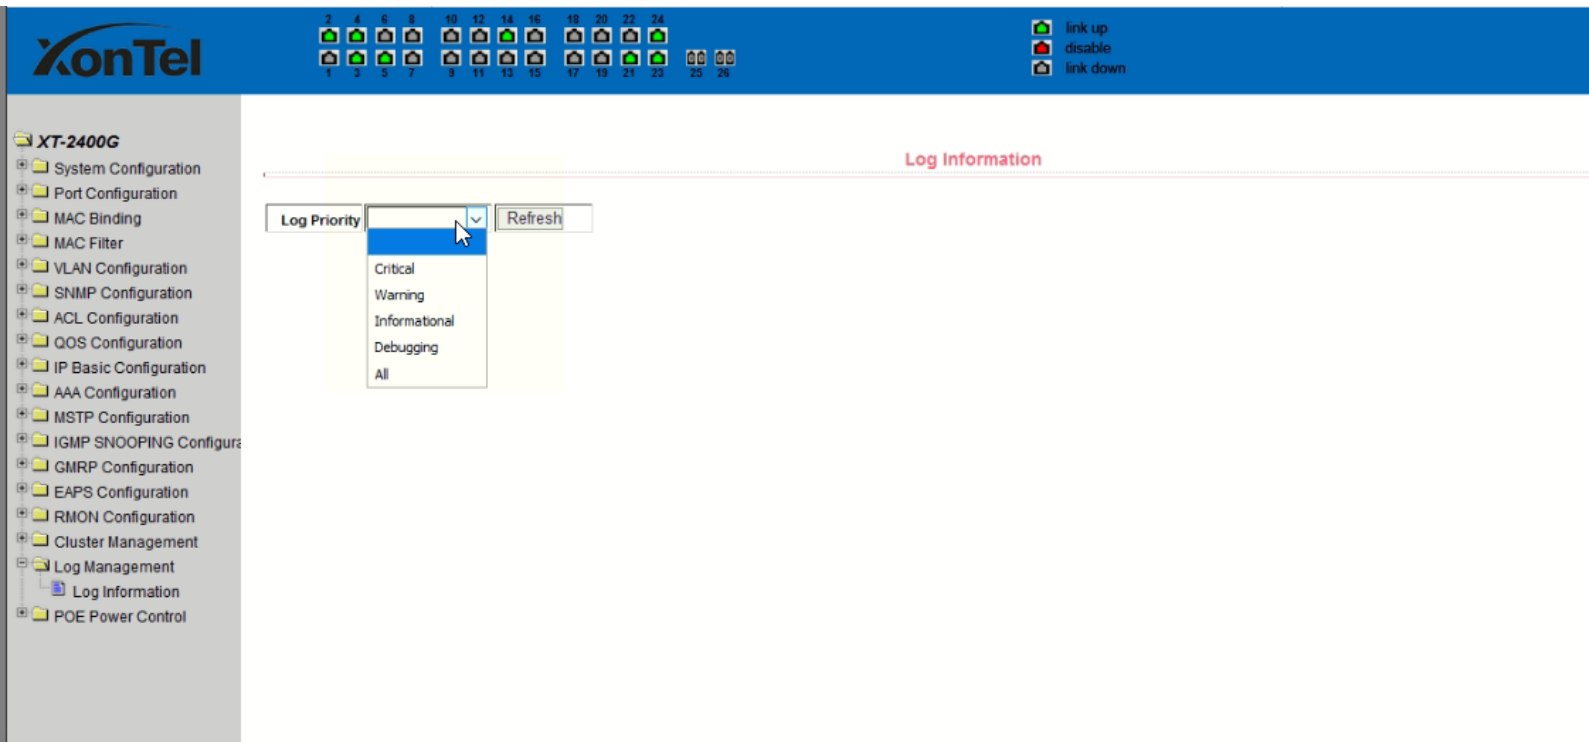 XonTel
2 4 6 8 10 12 14 16 18 20 22 24
1 3 5 7 9 11 13 15 17 19 21 23 25 26
link up
disable
link down
XT-2400G
System Configuration
Port Configuration
MAC Binding
MAC Filter
VLAN Configuration
SNMP Configuration
ACL Configuration
QOS Configuration
IP Basic Configuration
AAA Configuration
MSTP Configuration
IGMP SNOOPING Configura
GMRP Configuration
EAPS Configuration
RMON Configuration
Cluster Management
Log Management
Log Information
POE Power Control
Log Information
Log Priority Refresh
Critical
Warning
Informational
Debugging
All